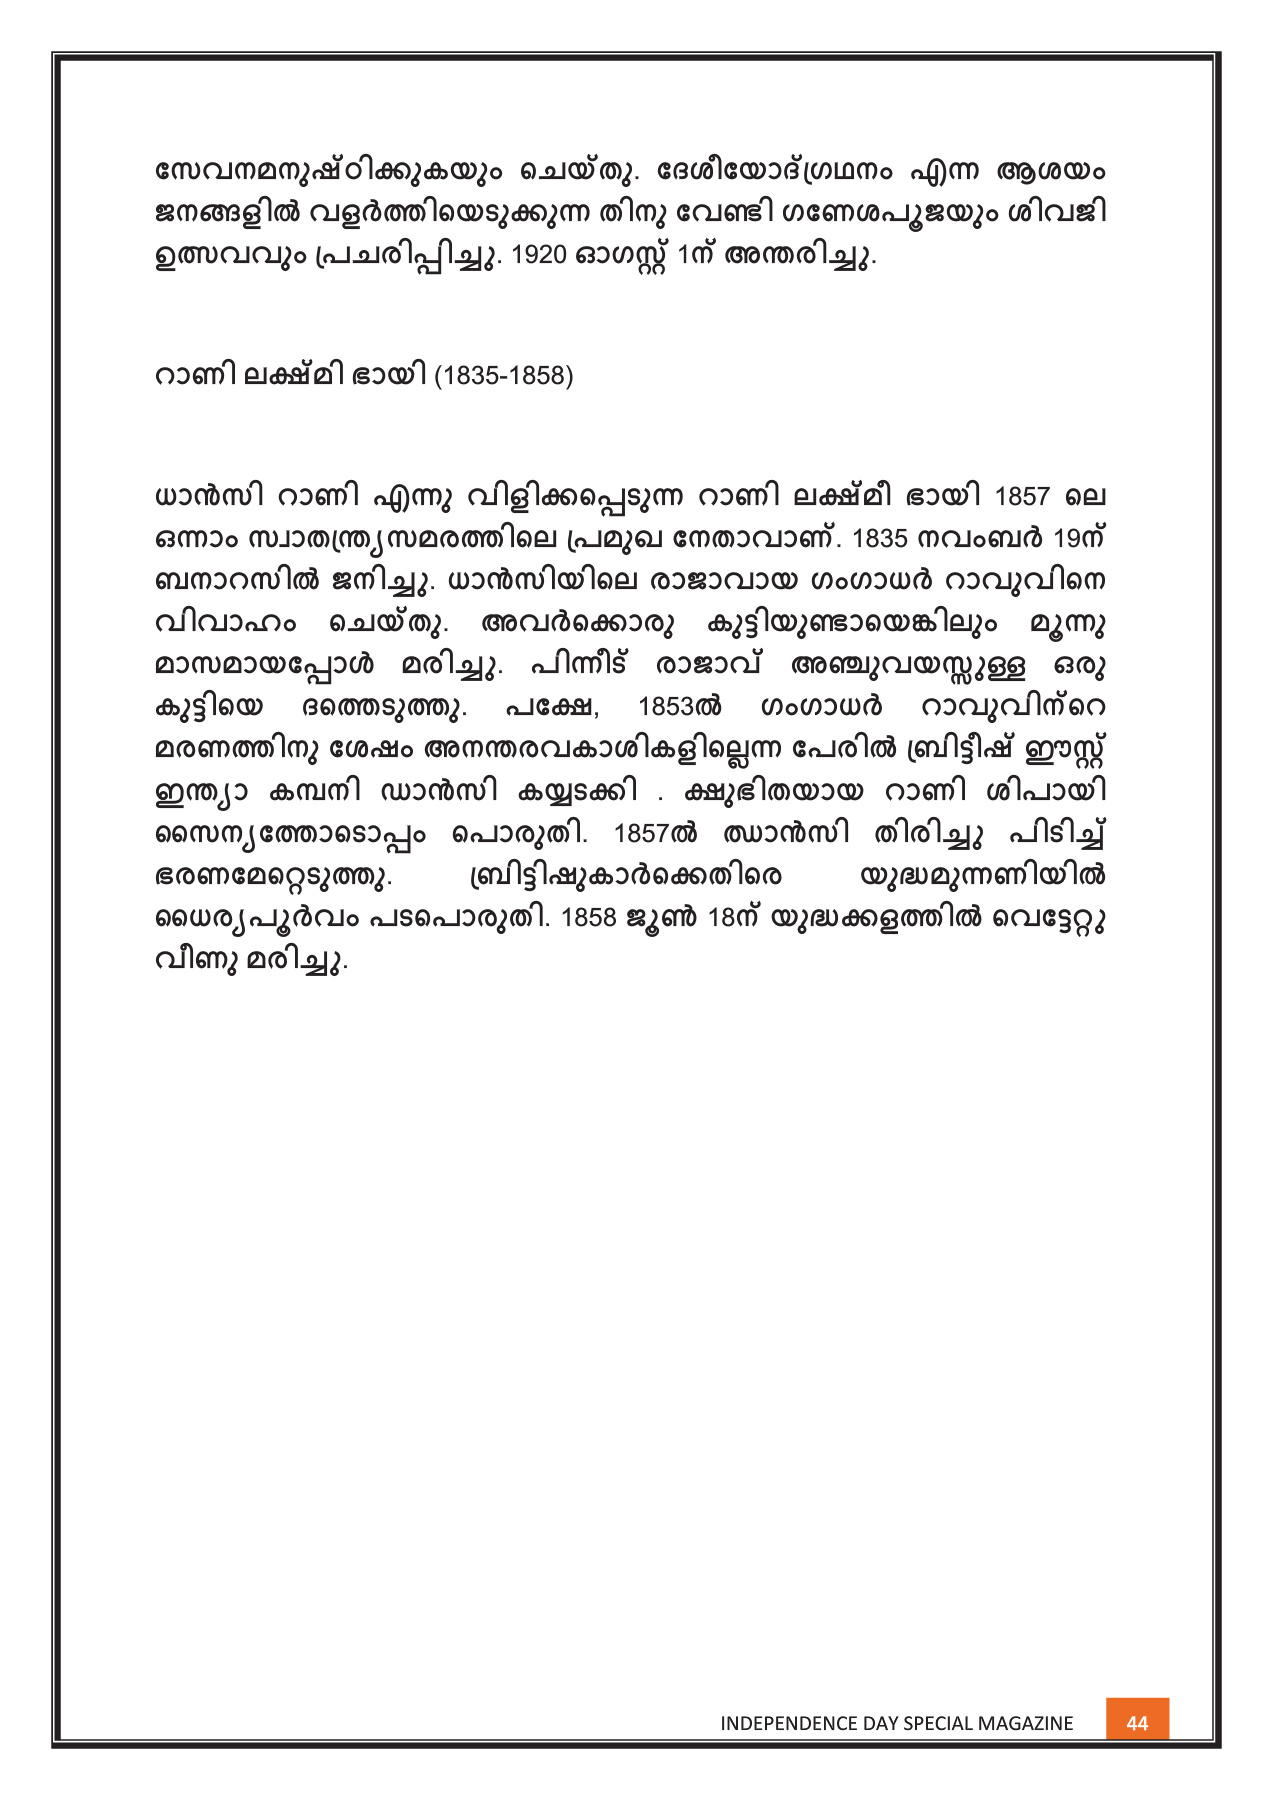 സേവനമനുഷ്ഠിക്കുകയും ചെയ്തു. ദേശീയോദ്ഗ്രഥനം എന്ന ആശയം
ജനങ്ങളിൽ വളർത്തിയെടുക്കുന്ന തിനു വേണ്ടി ഗണേശപൂജയും ശിവജി
ഉത്സവവും പ്രചരിപ്പിച്ചു. 1920 ഓഗസ്റ്റ് 1ന് അന്തരിച്ചു.
റാണി ലക്ഷ്മി ഭായി (1835-1858)
ധാൻസി റാണി എന്നു വിളിക്കപ്പെടുന്ന റാണി ലക്ഷ്മീ ഭായി 1857 ലെ
ഒന്നാം സ്വാതന്ത്ര്യസമരത്തിലെ പ്രമുഖ നേതാവാണ്. 1835 നവംബർ 19ന്
ബനാറസിൽ ജനിച്ചു. ധാൻസിയിലെ രാജാവായ ഗംഗാധർ റാവുവിനെ
വിവാഹം ചെയ്തു. അവർക്കൊരു കുട്ടിയുണ്ടായെങ്കിലും മൂന്നു
മാസമായപ്പോൾ മരിച്ചു. പിന്നീട് രാജാവ് അഞ്ചുവയസ്സുള്ള ഒരു
കുട്ടിയെ ദത്തെടുത്തു. പക്ഷേ, 1853ൽ ഗംഗാധർ റാവുവിന്റെ
മരണത്തിനു ശേഷം അനന്തരവകാശികളില്ലെന്ന പേരിൽ ബ്രിട്ടീഷ് ഈസ്റ്റ്
ഇന്ത്യാ കമ്പനി ഡാൻസി കയ്യടക്കി . ക്ഷുഭിതയായ റാണി ശിപായി
സൈന്യത്തോടൊപ്പം പൊരുതി. 1857ൽ ഝാൻസി തിരിച്ചു പിടിച്ച്
ഭരണമേറ്റെടുത്തു. ബ്രിട്ടിഷുകാർക്കെതിരെ യുദ്ധമുന്നണിയിൽ
ധൈര്യപൂർവം പടപൊരുതി. 1858 ജൂൺ 18ന് യുദ്ധക്കളത്തിൽ വെട്ടേറ്റു
വീണു മരിച്ചു.
INDEPENDENCE DAY SPECIAL MAGAZINE 44